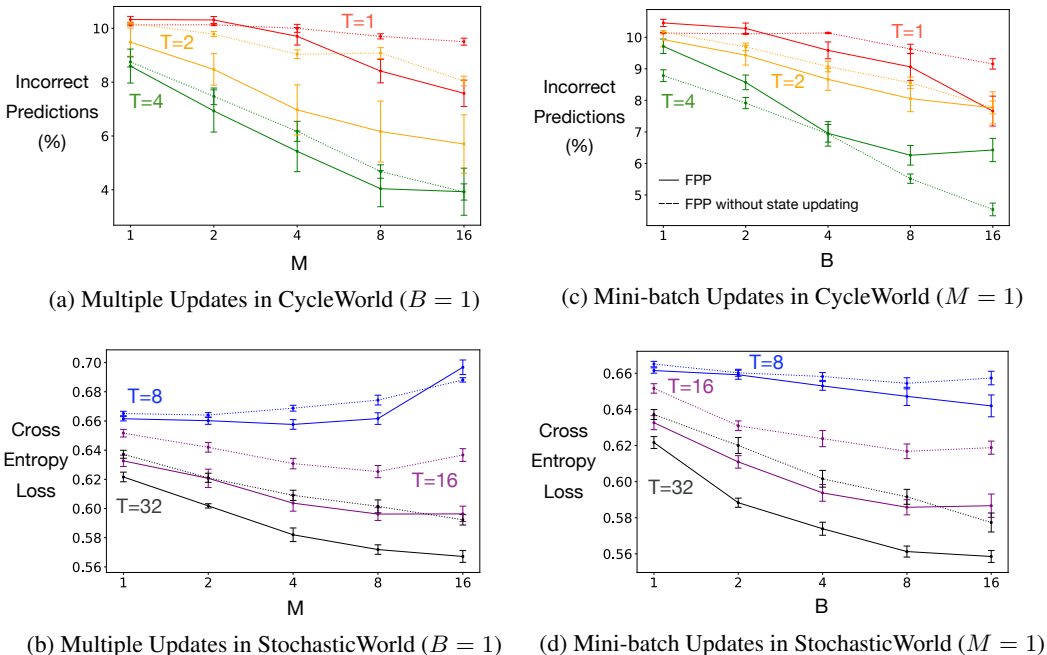 10
8
6
4
Incorrect
Predictions
(%)
T=1
T=2
T=4
1 2 4 8 16
M
(a) Multiple Updates in CycleWorld (B = 1)
10
9
8
7
6
5
Incorrect
Predictions
(%)
T=1
T=2
T=4
FPP
FPP without state updating
1 2 4 8 16
B
(c) Mini-batch Updates in CycleWorld (M = 1)
0.70
0.68
0.66
0.64
0.62
0.60
0.58
0.56
Cross
Entropy
Loss
T=8
T=16
T=32
1 2 4 8 16
M
(b) Multiple Updates in StochasticWorld (B = 1)
0.66
0.64
0.62
0.60
0.58
0.56
Cross
Entropy
Loss
T=8
T=16
T=32
1 2 4 8 16
B
(d) Mini-batch Updates in StochasticWorld (M = 1)